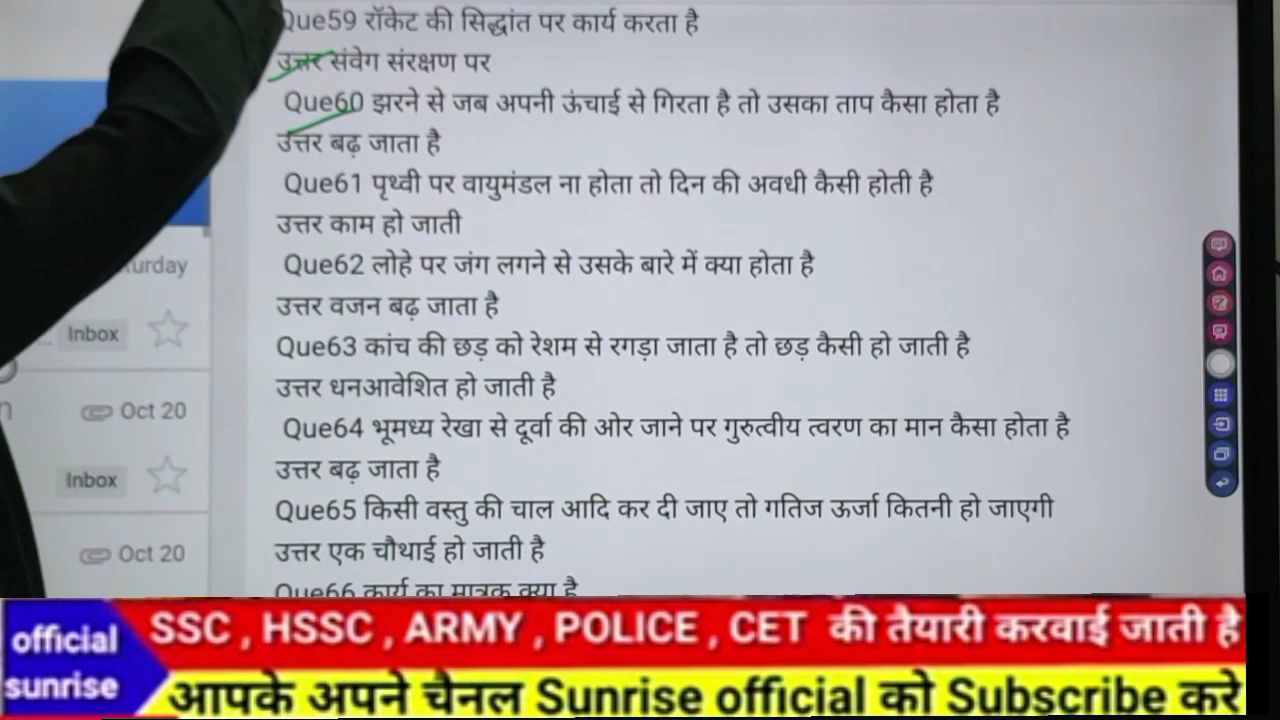 Que59 रॉकेट की सिद्धांत पर कार्य करता है
उत्तर संवेग संरक्षण पर
Que60 झरने से जब अपनी ऊंचाई से गिरता है तो उसका ताप कैसा होता है
उत्तर बढ़ जाता है
Que61 पृथ्वी पर वायुमंडल ना होता तो दिन की अवधी कैसी होती है
उत्तर काम हो जाती
Que62 लोहे पर जंग लगने से उसके बारे में क्या होता है
उत्तर वजन बढ़ जाता है
Que63 कांच की छड़ को रेशम से रगड़ा जाता है तो छड़ कैसी हो जाती है
उत्तर धनआवेशित हो जाती है
Que64 भूमध्य रेखा से दूर्वा की ओर जाने पर गुरुत्वीय त्वरण का मान कैसा होता है
उत्तर बढ़ जाता है
Que65 किसी वस्तु की चाल आदि कर दी जाए तो गतिज ऊर्जा कितनी हो जाएगी
उत्तर एक चौथाई हो जाती है
Que66 कार्य का मात्रक क्या है
Inbox
Oct 20
Inbox
Oct 20
official
sunrise
SSC , HSSC , ARMY , POLICE , CET की तैयारी करवाई जाती है
आपके अपने चैनल Sunrise official को Subscribe करे